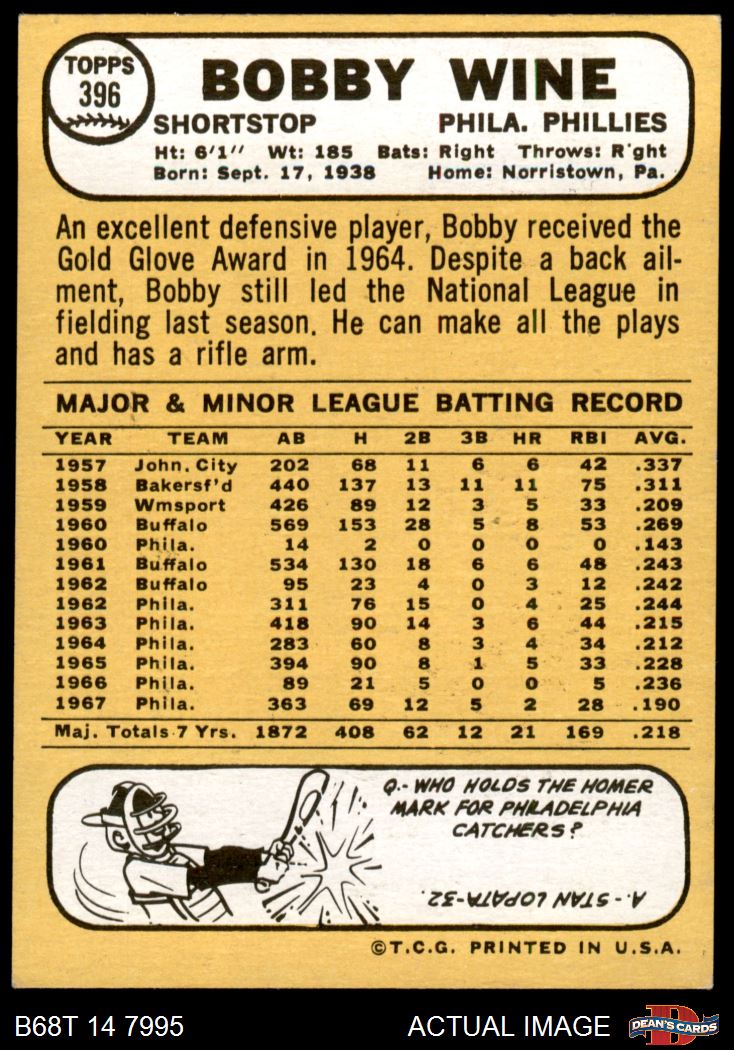 TOPPS
396
BOBBY WINE
SHORTSTOP PHILA. PHILLIES
Ht: 6'1" Wt: 185 Bats: Right Throws: R'ght
Born: Sept. 17, 1938 Home: Norristown, Pa.
An excellent defensive player, Bobby received the
Gold Glove Award in 1964. Despite a back ail-
ment, Bobby still led the National League in
fielding last season. He can make all the plays
and has a rifle arm.
MAJOR & MINOR LEAGUE BATTING RECORD
YEAR TEAM AB H 2B 3B HR RBI AVG.
1957 John. City 202 68 11 6 6 42 .337
1958 Bakersf'd 440 137 13 11 11 75 .311
1959 Wmsport 426 89 12 3 5 33 .209
1960 Buffalo 569 153 28 5 8 53 .269
1960 Phila. 14 2 0 0 0 0 .143
1961 Buffalo 534 130 18 6 6 48 .243
1962 Buffalo 95 23 4 0 3 12 .242
1962 Phila. 311 76 15 0 4 25 .244
1963 Phila. 418 90 14 3 6 44 .215
1964 Phila. 283 60 8 3 4 34 .212
1965 Phila. 394 90 8 1 5 33 .228
1966 Phila. 89 21 5 0 0 5 .236
1967 Phila. 363 69 12 5 2 28 .190
Maj. Totals 7 Yrs. 1872 408 62 12 21 169 .218
Q.- WHO HOLDS THE HOMER
MARK FOR PHILADELPHIA
CATCHERS?
A.- STAN LOPATA-32.
©T.C.G. PRINTED IN U.S.A.
B68T 14 7995 ACTUAL IMAGE
D
DEAN'S CARDS